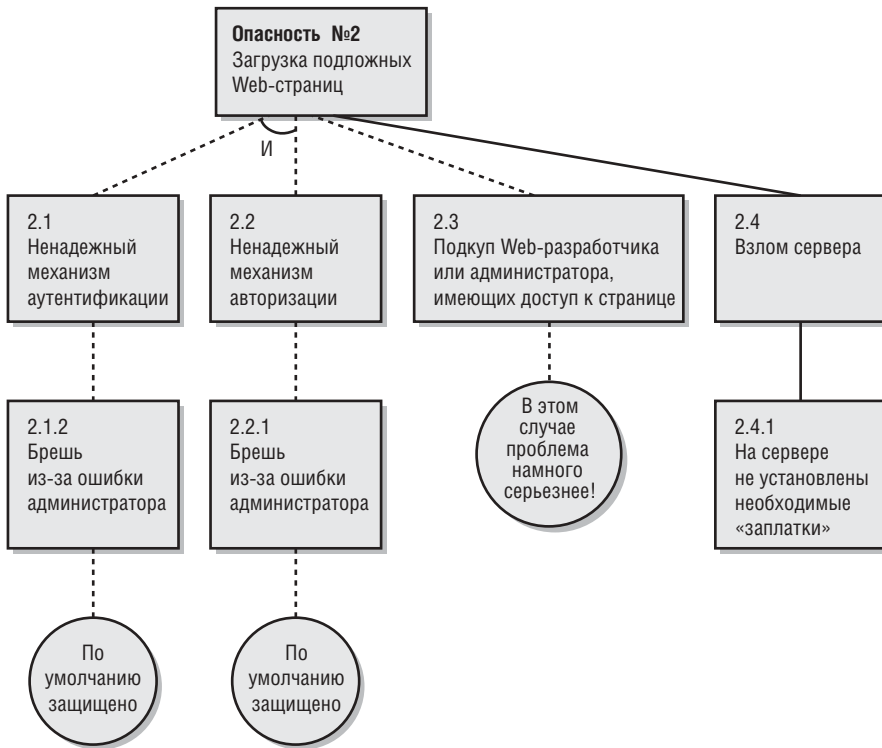 Опасность №2
Загрузка подложных
Web-страниц
И
2.1
Ненадежный
механизм
аутентификации
2.2
Ненадежный
механизм
авторизации
2.3
Подкуп Web-разработчика
или администратора,
имеющих доступ к странице
2.4
Взлом сервера
2.1.2
Брешь
из-за ошибки
администратора
2.2.1
Брешь
из-за ошибки
администратора
В этом
случае
проблема
намного
серьезнее!
2.4.1
На сервере
не установлены
необходимые
«заплатки»
По
умолчанию
защищено
По
умолчанию
защищено